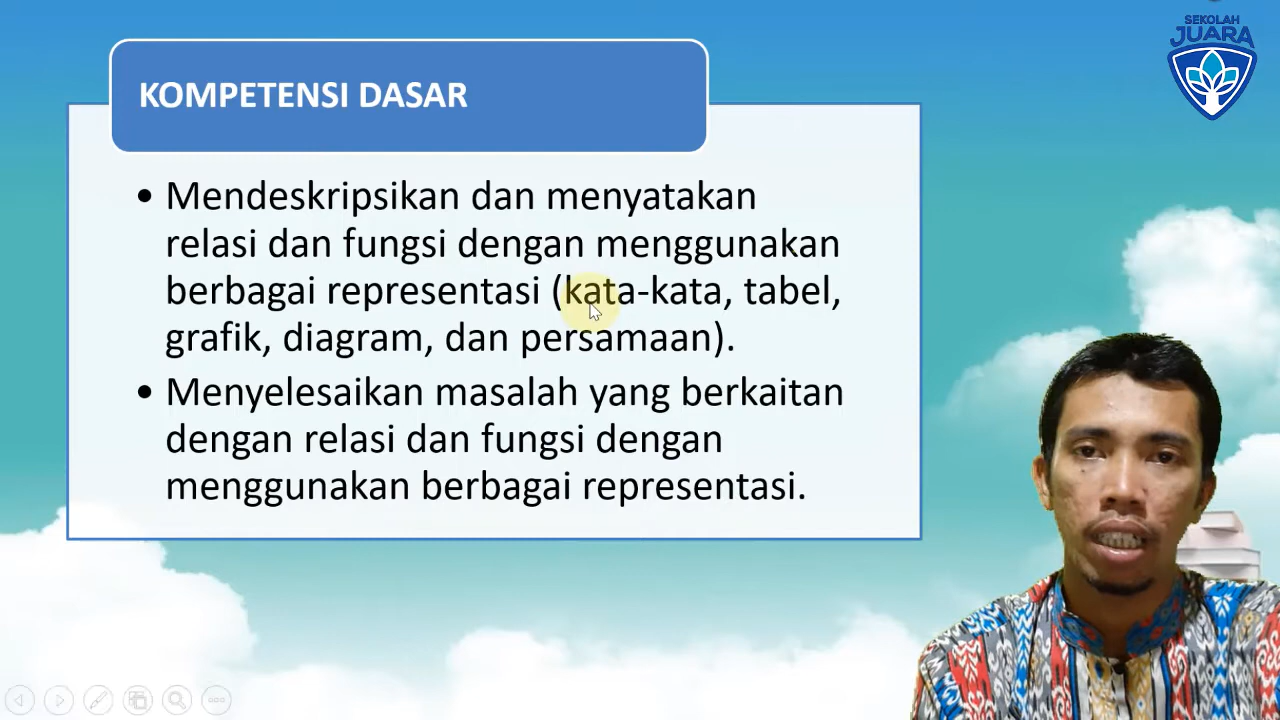 SEKOLAH
JUARA
KOMPETENSI DASAR
• Mendeskripsikan dan menyatakan
relasi dan fungsi dengan menggunakan
berbagai representasi (kata-kata, tabel,
grafik, diagram, dan persamaan).
• Menyelesaikan masalah yang berkaitan
dengan relasi dan fungsi dengan
menggunakan berbagai representasi.